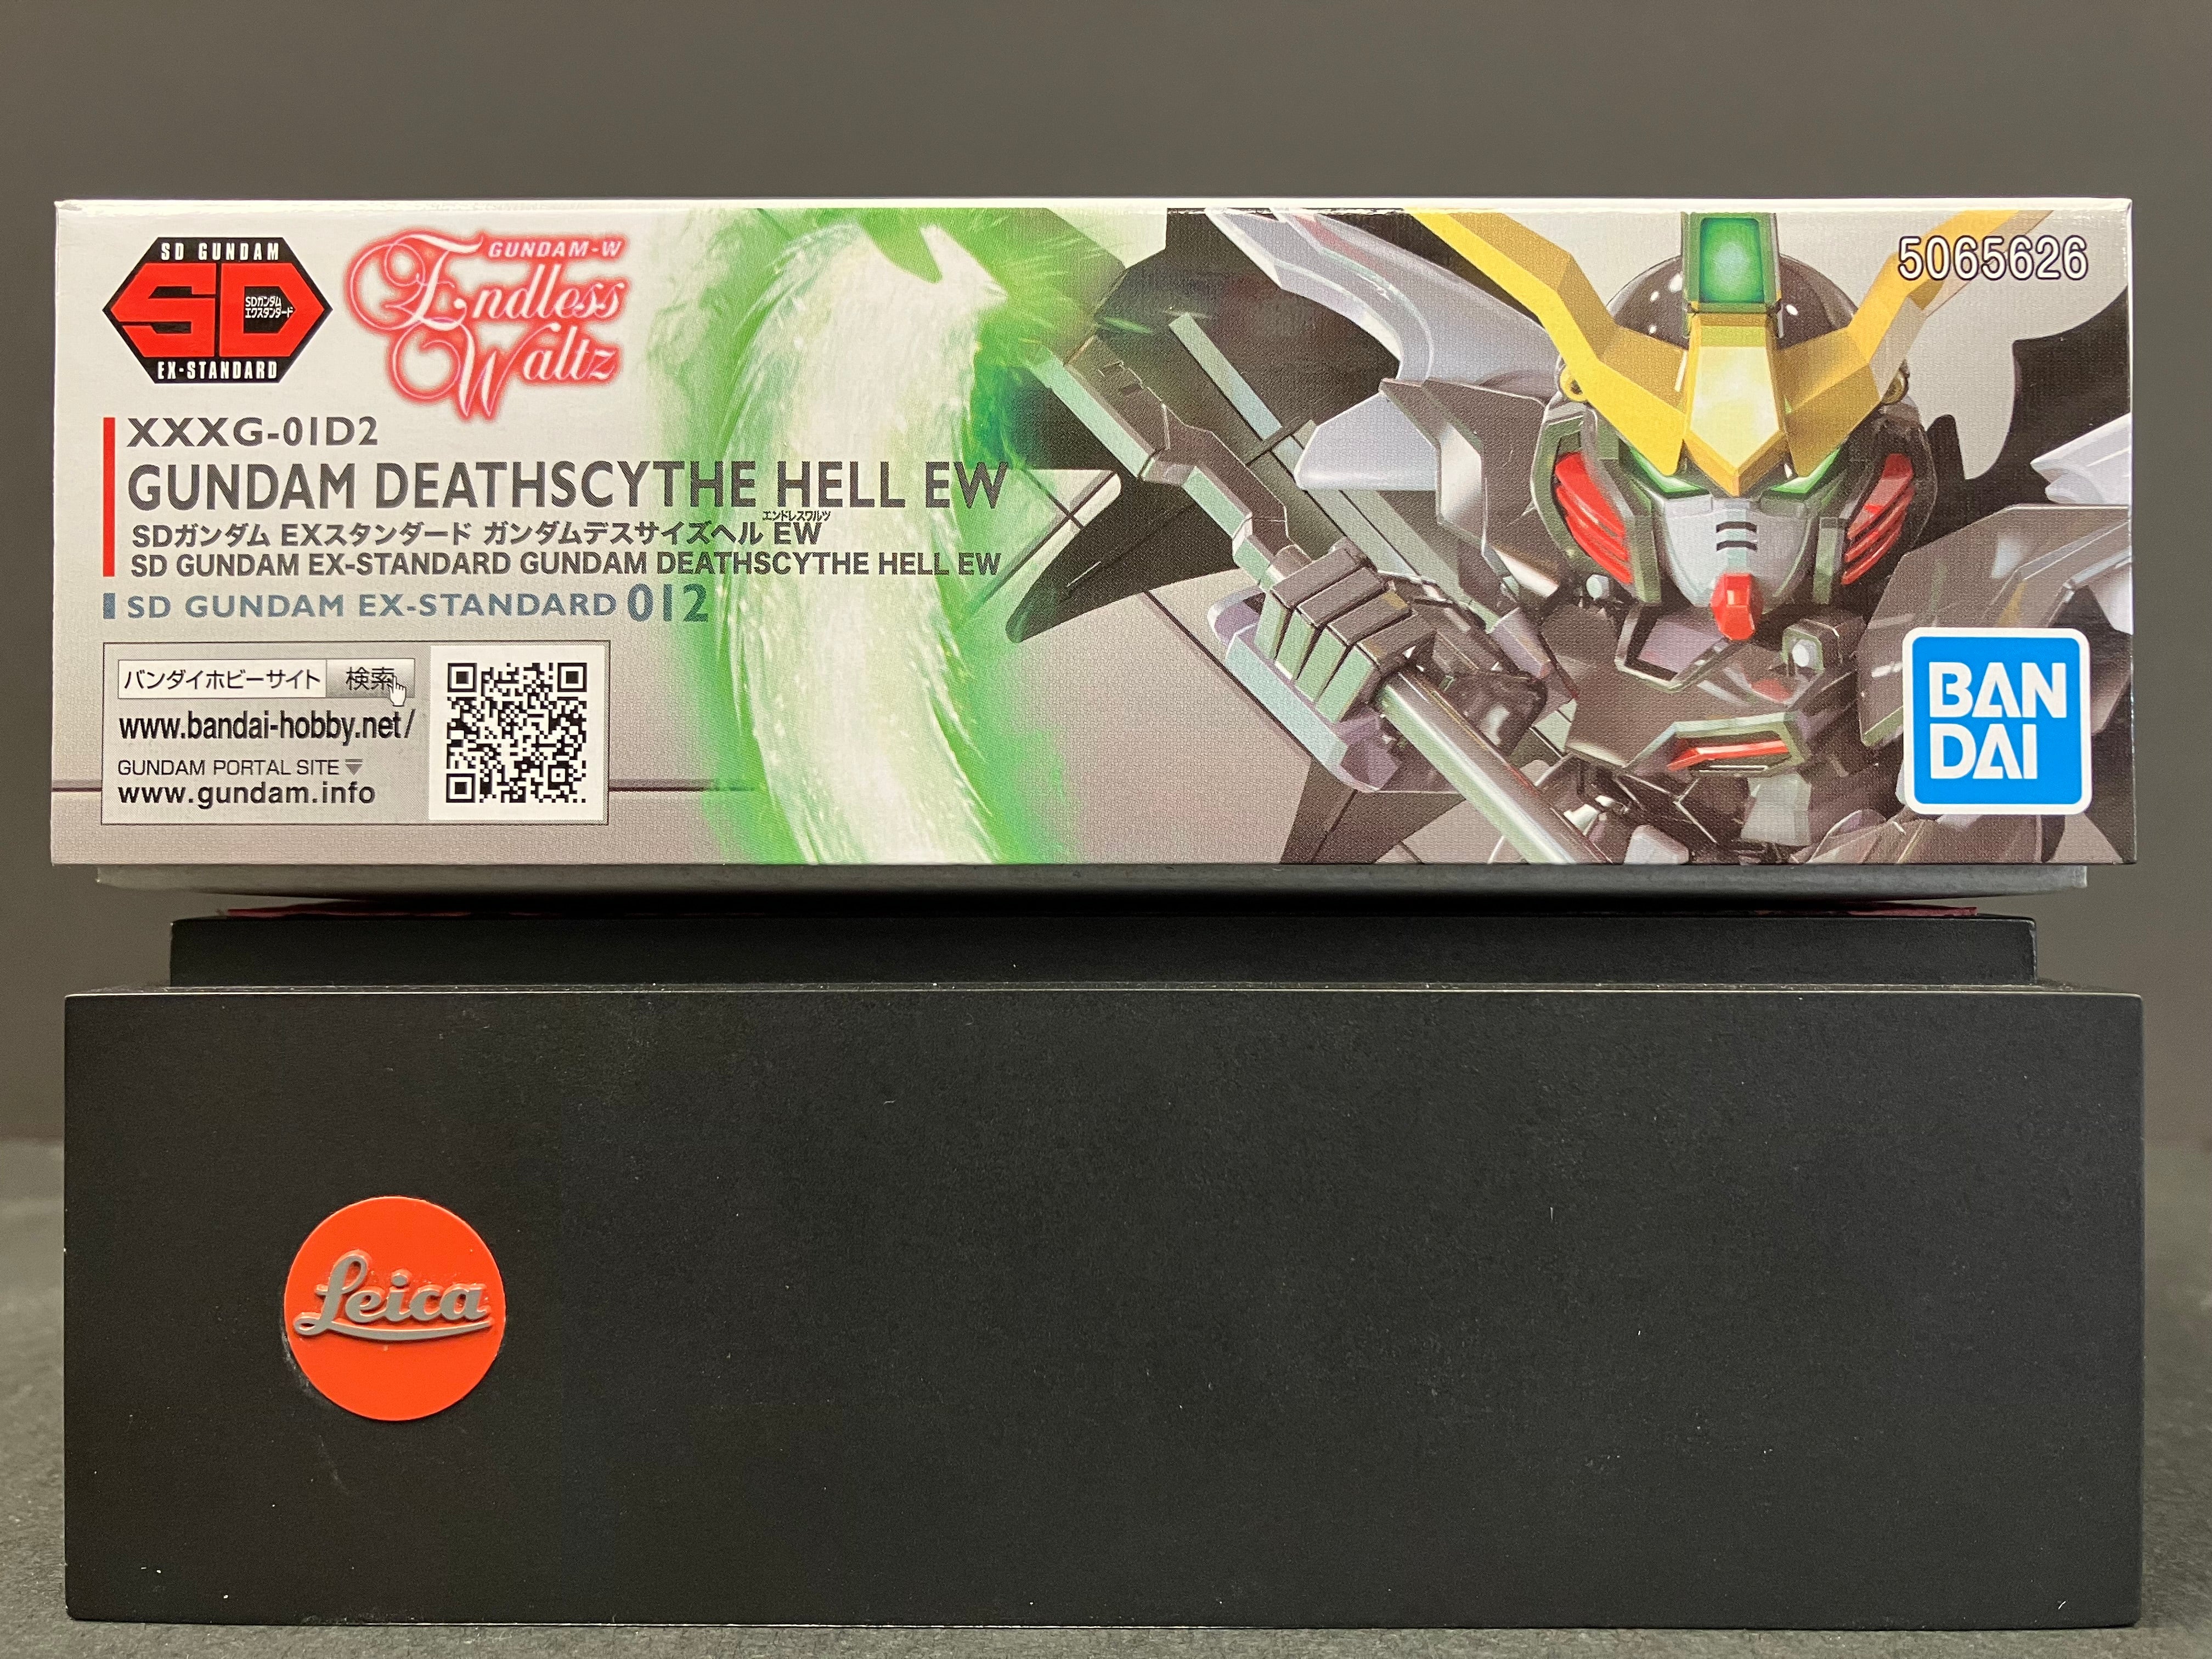 SD GUNDAM
SD
SDガンダム
エクスタンダード
EX-STANDARD
GUNDAM-W
Endless
Waltz
5065626
XXXG-01D2
GUNDAM DEATHSCYTHE HELL EW
エンドレスワルツ
SDガンダム EXスタンダード ガンダムデスサイズヘル EW
SD GUNDAM EX-STANDARD GUNDAM DEATHSCYTHE HELL EW
SD GUNDAM EX-STANDARD 012
バンダイホビーサイト 検索
www.bandai-hobby.net/
GUNDAM PORTAL SITE▼
www.gundam.info
BAN
DAI
Leica